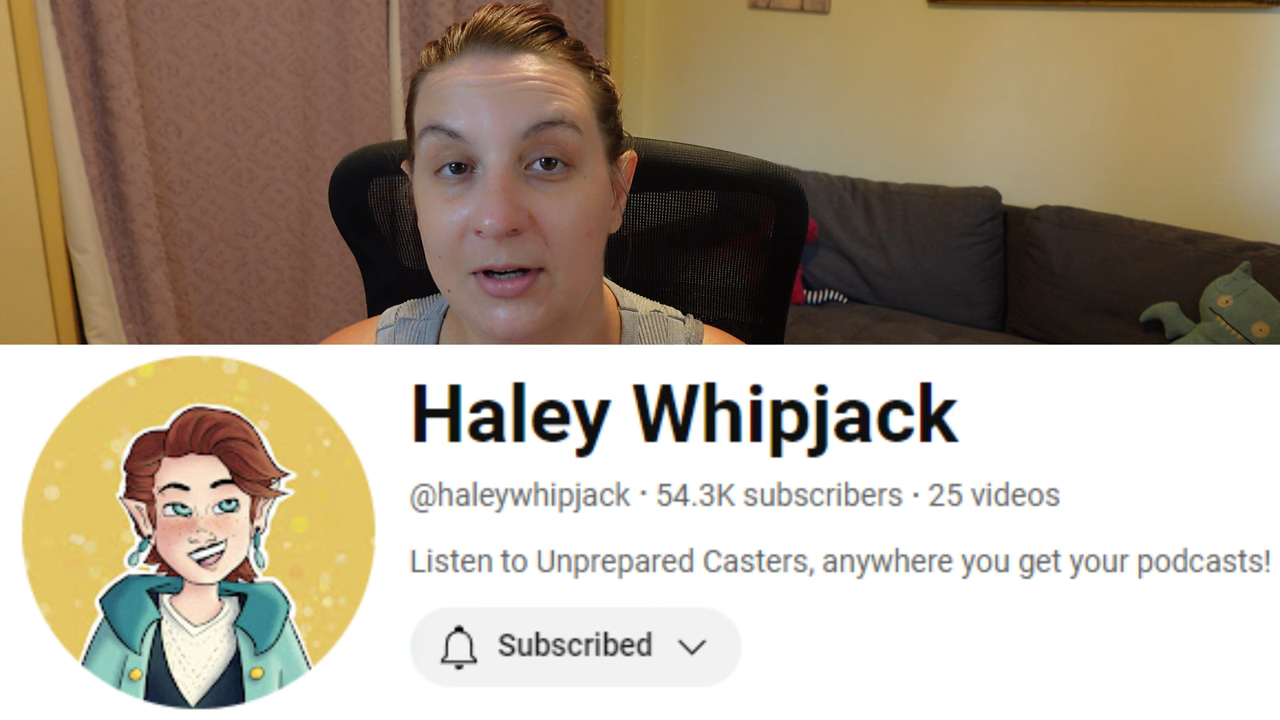 Haley Whipjack
@haleywhipjack · 54.3K subscribers · 25 videos
Listen to Unprepared Casters, anywhere you get your podcasts!
Subscribed